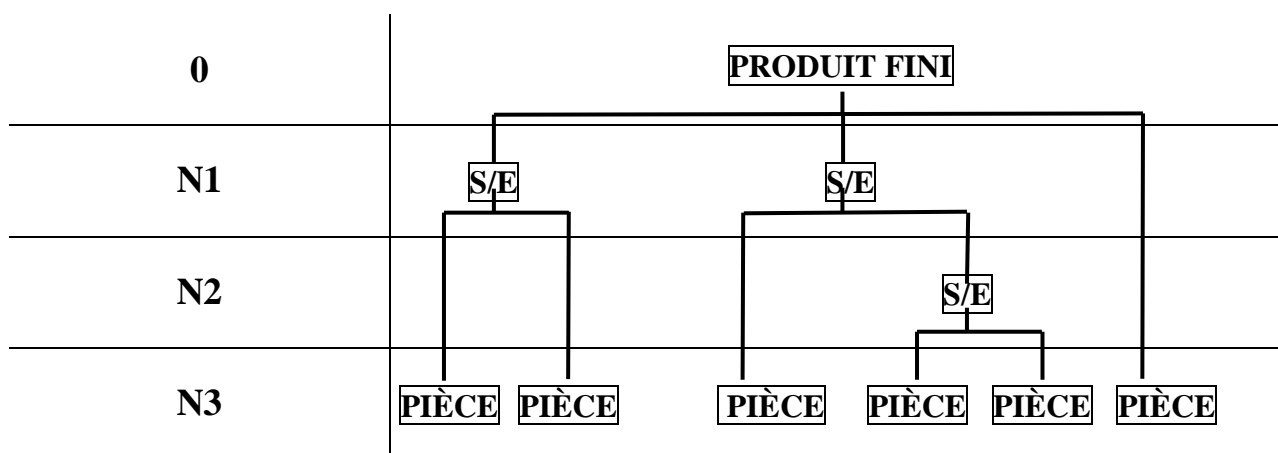 0 PRODUIT FINI
N1 S/E S/E
N2 S/E
N3 PIÈCE PIÈCE PIÈCE PIÈCE PIÈCE PIÈCE